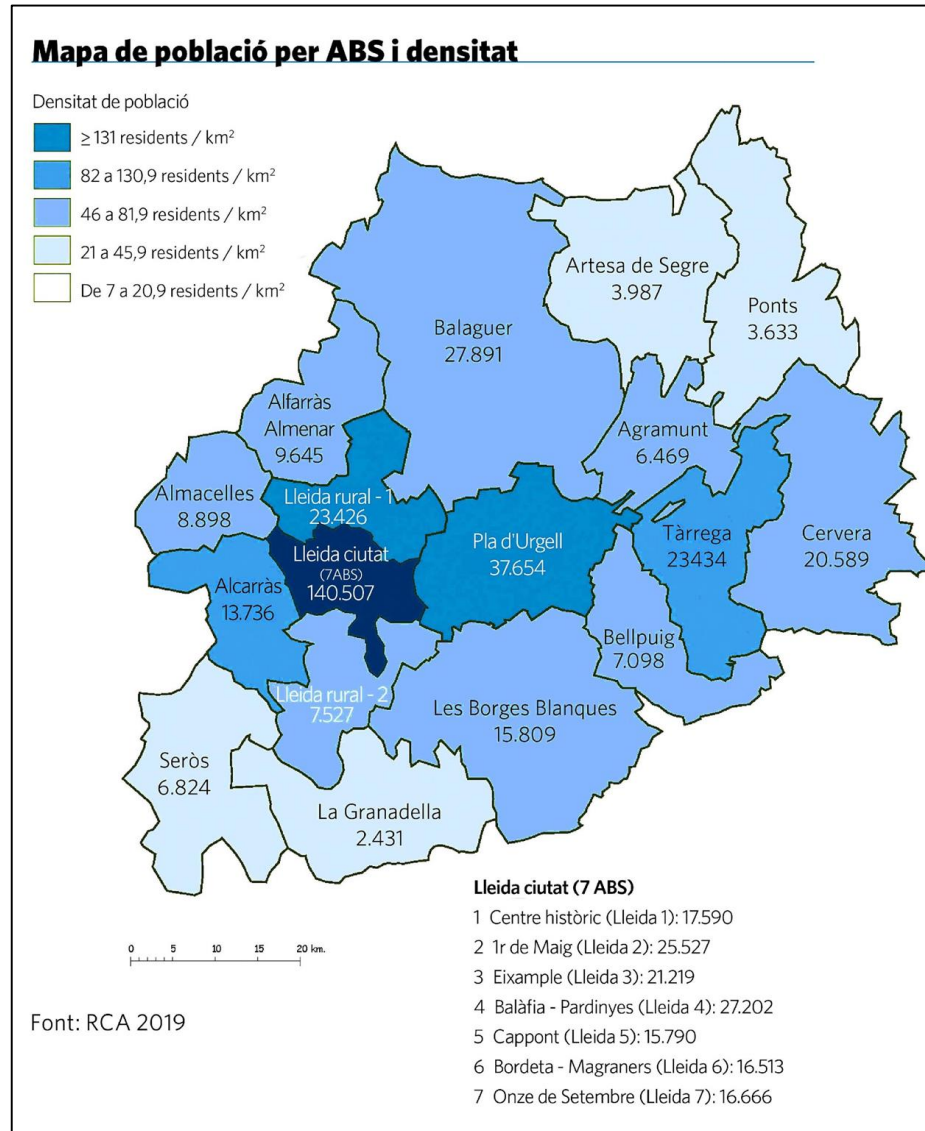 Mapa de població per ABS i densitat
Densitat de població
≥ 131 residents / km²
82 a 130,9 residents / km²
46 a 81,9 residents / km²
21 a 45,9 residents / km²
De 7 a 20,9 residents / km²
Artesa de Segre
3.987
Ponts
3.633
Balaguer
27.891
Alfarràs
Almenar
9.645
Agramunt
6.469
Almacelles
8.898
Lleida rural - 1
23.426
Pla d'Urgell
37.654
Tàrrega
23434
Cervera
20.589
Lleida ciutat
(7ABS)
140.507
Alcarràs
13.736
Bellpuig
7.098
Lleida rural - 2
7.527
Les Borges Blanques
15.809
Seròs
6.824
La Granadella
2.431
Lleida ciutat (7 ABS)
1 Centre històric (Lleida 1): 17.590
2 1r de Maig (Lleida 2): 25.527
3 Eixample (Lleida 3): 21.219
4 Balàfia - Pardinyes (Lleida 4): 27.202
5 Cappont (Lleida 5): 15.790
6 Bordeta - Magraners (Lleida 6): 16.513
7 Onze de Setembre (Lleida 7): 16.666
0 5 10 15 20 km.
Font: RCA 2019